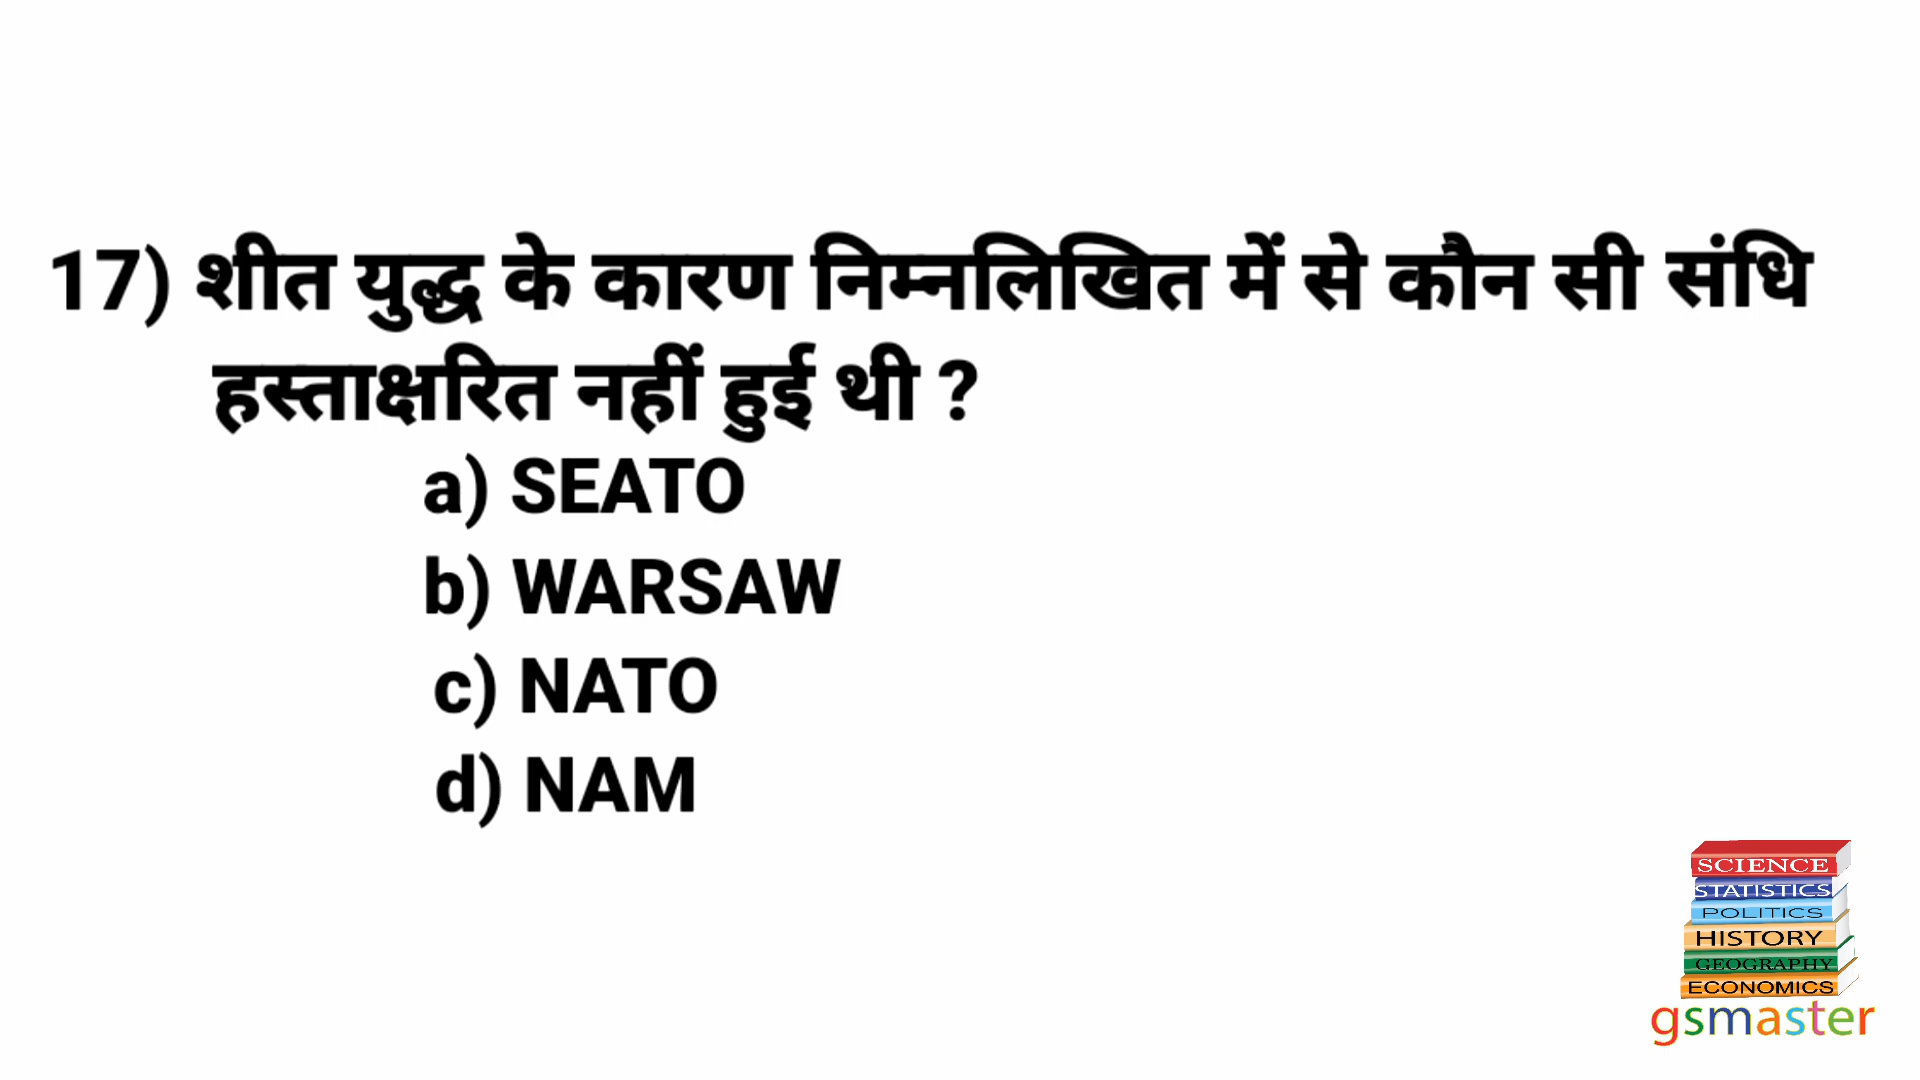 17) शीत युद्ध के कारण निम्नलिखित में से कौन सी संधि
हस्ताक्षरित नहीं हुई थी ?
a) SEATO
b) WARSAW
c) NATO
d) NAM
SCIENCE
STATISTICS
POLITICS
HISTORY
GEOGRAPHY
ECONOMICS
gsmaster